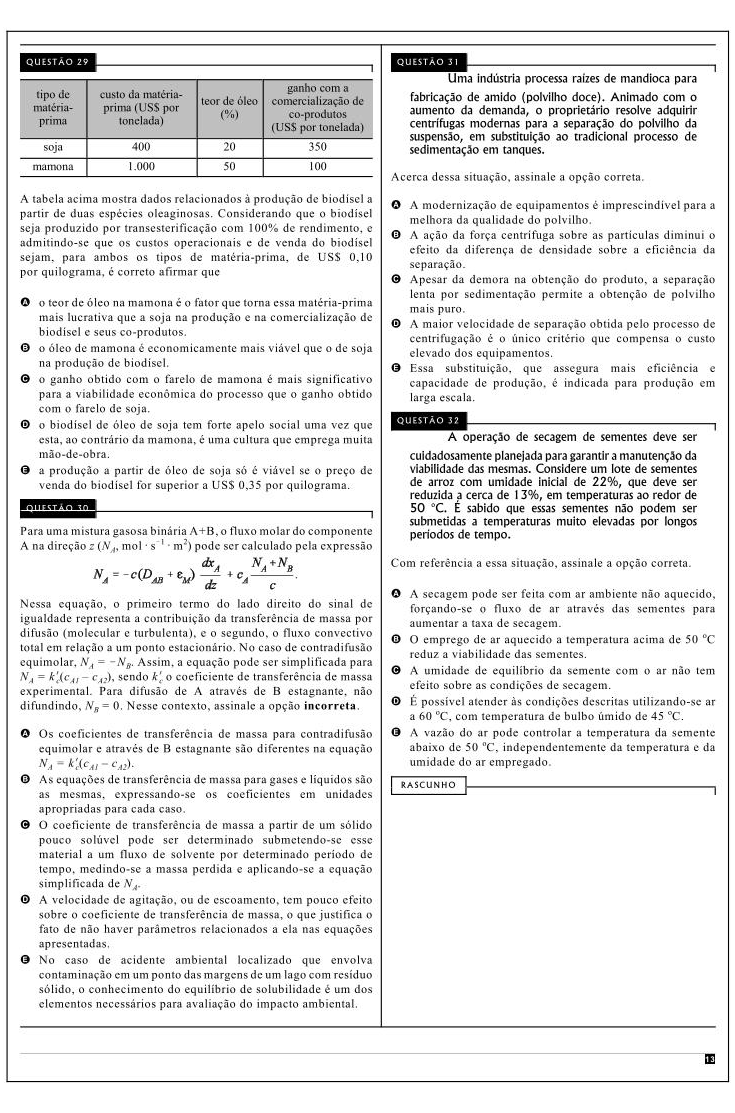 QUESTÃO 29
tipo de matéria-prima | custo da matéria-prima (US$ por tonelada) | teor de óleo (%) | ganho com a comercialização de co-produtos (US$ por tonelada)
soja | 400 | 20 | 350
mamona | 1.000 | 50 | 100
A tabela acima mostra dados relacionados à produção de biodísel a
partir de duas espécies oleaginosas. Considerando que o biodísel
seja produzido por transesterificação com 100% de rendimento, e
admitindo-se que os custos operacionais e de venda do biodísel
sejam, para ambos os tipos de matéria-prima, de US$ 0,10
por quilograma, é correto afirmar que
A o teor de óleo na mamona é o fator que torna essa matéria-prima
mais lucrativa que a soja na produção e na comercialização de
biodísel e seus co-produtos.
B o óleo de mamona é economicamente mais viável que o de soja
na produção de biodísel.
C o ganho obtido com o farelo de mamona é mais significativo
para a viabilidade econômica do processo que o ganho obtido
com o farelo de soja.
D o biodísel de óleo de soja tem forte apelo social uma vez que
esta, ao contrário da mamona, é uma cultura que emprega muita
mão-de-obra.
E a produção a partir de óleo de soja só é viável se o preço de
venda do biodísel for superior a US$ 0,35 por quilograma.
QUESTÃO 30
Para uma mistura gasosa binária A+B, o fluxo molar do componente
A na direção z (N_A, mol · s⁻¹ · m²) pode ser calculado pela expressão
N_A = −c(D_AB + ε_M) dx_A/dz + c_A (N_A + N_B)/c.
Nessa equação, o primeiro termo do lado direito do sinal de
igualdade representa a contribuição da transferência de massa por
difusão (molecular e turbulenta), e o segundo, o fluxo convectivo
total em relação a um ponto estacionário. No caso de contradifusão
equimolar, N_A = −N_B. Assim, a equação pode ser simplificada para
N_A = k′_c(c_A1 − c_A2), sendo k′_c o coeficiente de transferência de massa
experimental. Para difusão de A através de B estagnante, não
difundindo, N_B = 0. Nesse contexto, assinale a opção incorreta.
A Os coeficientes de transferência de massa para contradifusão
equimolar e através de B estagnante são diferentes na equação
N_A = k′_c(c_A1 − c_A2).
B As equações de transferência de massa para gases e líquidos são
as mesmas, expressando-se os coeficientes em unidades
apropriadas para cada caso.
C O coeficiente de transferência de massa a partir de um sólido
pouco solúvel pode ser determinado submetendo-se esse
material a um fluxo de solvente por determinado período de
tempo, medindo-se a massa perdida e aplicando-se a equação
simplificada de N_A.
D A velocidade de agitação, ou de escoamento, tem pouco efeito
sobre o coeficiente de transferência de massa, o que justifica o
fato de não haver parâmetros relacionados a ela nas equações
apresentadas.
E No caso de acidente ambiental localizado que envolva
contaminação em um ponto das margens de um lago com resíduo
sólido, o conhecimento do equilíbrio de solubilidade é um dos
elementos necessários para avaliação do impacto ambiental.
QUESTÃO 31
Uma indústria processa raízes de mandioca para
fabricação de amido (polvilho doce). Animado com o
aumento da demanda, o proprietário resolve adquirir
centrífugas modernas para a separação do polvilho da
suspensão, em substituição ao tradicional processo de
sedimentação em tanques.
Acerca dessa situação, assinale a opção correta.
A A modernização de equipamentos é imprescindível para a
melhora da qualidade do polvilho.
B A ação da força centrífuga sobre as partículas diminui o
efeito da diferença de densidade sobre a eficiência da
separação.
C Apesar da demora na obtenção do produto, a separação
lenta por sedimentação permite a obtenção de polvilho
mais puro.
D A maior velocidade de separação obtida pelo processo de
centrifugação é o único critério que compensa o custo
elevado dos equipamentos.
E Essa substituição, que assegura mais eficiência e
capacidade de produção, é indicada para produção em
larga escala.
QUESTÃO 32
A operação de secagem de sementes deve ser
cuidadosamente planejada para garantir a manutenção da
viabilidade das mesmas. Considere um lote de sementes
de arroz com umidade inicial de 22%, que deve ser
reduzida a cerca de 13%, em temperaturas ao redor de
50 ºC. É sabido que essas sementes não podem ser
submetidas a temperaturas muito elevadas por longos
períodos de tempo.
Com referência a essa situação, assinale a opção correta.
A A secagem pode ser feita com ar ambiente não aquecido,
forçando-se o fluxo de ar através das sementes para
aumentar a taxa de secagem.
B O emprego de ar aquecido a temperatura acima de 50 ºC
reduz a viabilidade das sementes.
C A umidade de equilíbrio da semente com o ar não tem
efeito sobre as condições de secagem.
D É possível atender às condições descritas utilizando-se ar
a 60 ºC, com temperatura de bulbo úmido de 45 ºC.
E A vazão do ar pode controlar a temperatura da semente
abaixo de 50 ºC, independentemente da temperatura e da
umidade do ar empregado.
RASCUNHO
13